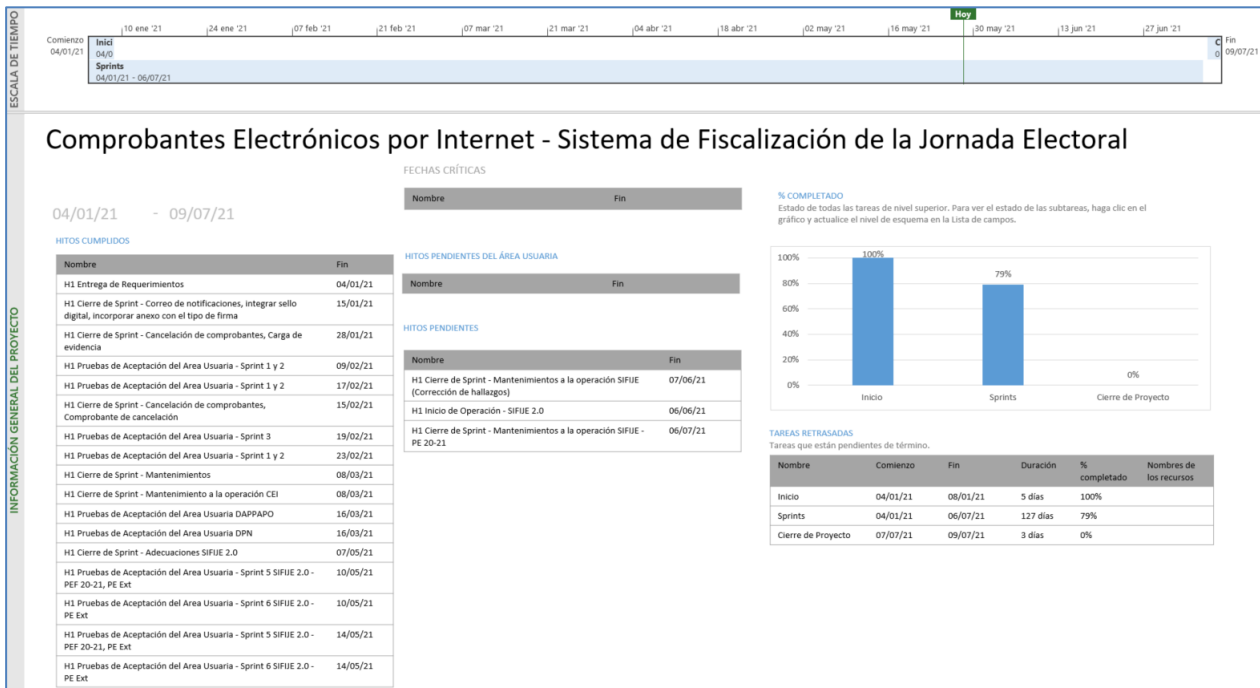 ESCALA DE TIEMPO
Hoy
10 ene '21 24 ene '21 07 feb '21 21 feb '21 07 mar '21 21 mar '21 04 abr '21 18 abr '21 02 may '21 16 may '21 30 may '21 13 jun '21 27 jun '21
Comienzo
04/01/21
Inici
04/0
Sprints
04/01/21 - 06/07/21
C
0
Fin
09/07/21
INFORMACIÓN GENERAL DEL PROYECTO
Comprobantes Electrónicos por Internet - Sistema de Fiscalización de la Jornada Electoral
04/01/21 - 09/07/21
HITOS CUMPLIDOS
Nombre Fin
H1 Entrega de Requerimientos 04/01/21
H1 Cierre de Sprint - Correo de notificaciones, integrar sello 15/01/21
digital, incorporar anexo con el tipo de firma
H1 Cierre de Sprint - Cancelación de comprobantes, Carga de 28/01/21
evidencia
H1 Pruebas de Aceptación del Area Usuaria - Sprint 1 y 2 09/02/21
H1 Pruebas de Aceptación del Area Usuaria - Sprint 1 y 2 17/02/21
H1 Cierre de Sprint - Cancelación de comprobantes, 15/02/21
Comprobante de cancelación
H1 Pruebas de Aceptación del Area Usuaria - Sprint 3 19/02/21
H1 Pruebas de Aceptación del Area Usuaria - Sprint 1 y 2 23/02/21
H1 Cierre de Sprint - Mantenimientos 08/03/21
H1 Cierre de Sprint - Mantenimiento a la operación CEI 08/03/21
H1 Pruebas de Aceptación del Area Usuaria DAPPAPO 16/03/21
H1 Pruebas de Aceptación del Area Usuaria DPN 16/03/21
H1 Cierre de Sprint - Adecuaciones SIFIJE 2.0 07/05/21
H1 Pruebas de Aceptación del Area Usuaria - Sprint 5 SIFIJE 2.0 - 10/05/21
PEF 20-21, PE Ext
H1 Pruebas de Aceptación del Area Usuaria - Sprint 6 SIFIJE 2.0 - 10/05/21
PE Ext
H1 Pruebas de Aceptación del Area Usuaria - Sprint 5 SIFIJE 2.0 - 14/05/21
PEF 20-21, PE Ext
H1 Pruebas de Aceptación del Area Usuaria - Sprint 6 SIFIJE 2.0 - 14/05/21
PE Ext
FECHAS CRÍTICAS
Nombre Fin
HITOS PENDIENTES DEL ÁREA USUARIA
Nombre Fin
HITOS PENDIENTES
Nombre Fin
H1 Cierre de Sprint - Mantenimientos a la operación SIFIJE 07/06/21
(Corrección de hallazgos)
H1 Inicio de Operación - SIFIJE 2.0 06/06/21
H1 Cierre de Sprint - Mantenimientos a la operación SIFIJE - 06/07/21
PE 20-21
% COMPLETADO
Estado de todas las tareas de nivel superior. Para ver el estado de las subtareas, haga clic en el
gráfico y actualice el nivel de esquema en la Lista de campos.
100%
80%
60%
40%
20%
0%
100%
79%
0%
Inicio Sprints Cierre de Proyecto
TAREAS RETRASADAS
Tareas que están pendientes de término.
Nombre Comienzo Fin Duración % Nombres de
completado los recursos
Inicio 04/01/21 08/01/21 5 días 100%
Sprints 04/01/21 06/07/21 127 días 79%
Cierre de Proyecto 07/07/21 09/07/21 3 días 0%